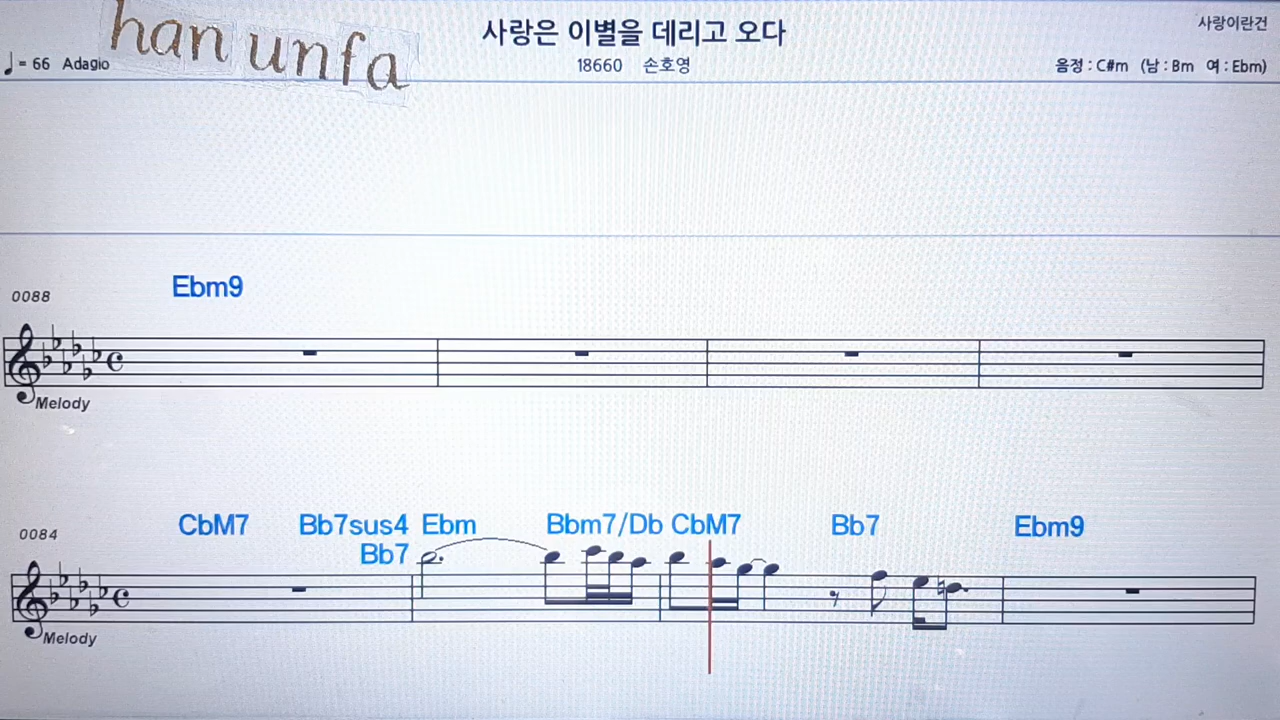 han unfa
사랑은 이별을 데리고 오다
사랑이란건
♩= 66 Adagio
18660 손호영
음정 : C#m (남 : Bm 여 : Ebm)
Ebm9
0088
Melody
CbM7 Bb7sus4 Ebm Bbm7/Db CbM7 Bb7 Ebm9
0084
Bb7
Melody